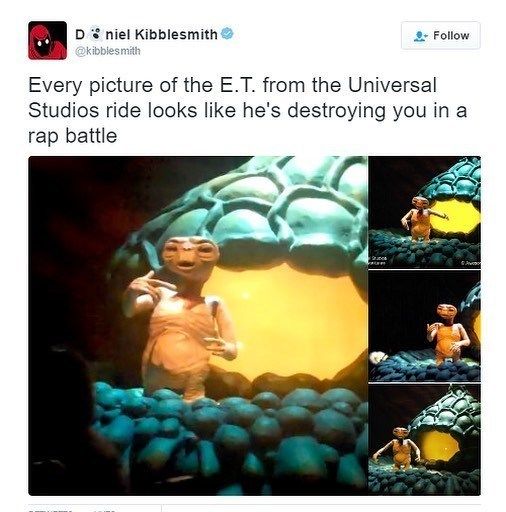 D niel Kibblesmith
@kibblesmith
Follow
Every picture of the E.T. from the Universal
Studios ride looks like he's destroying you in a
rap battle